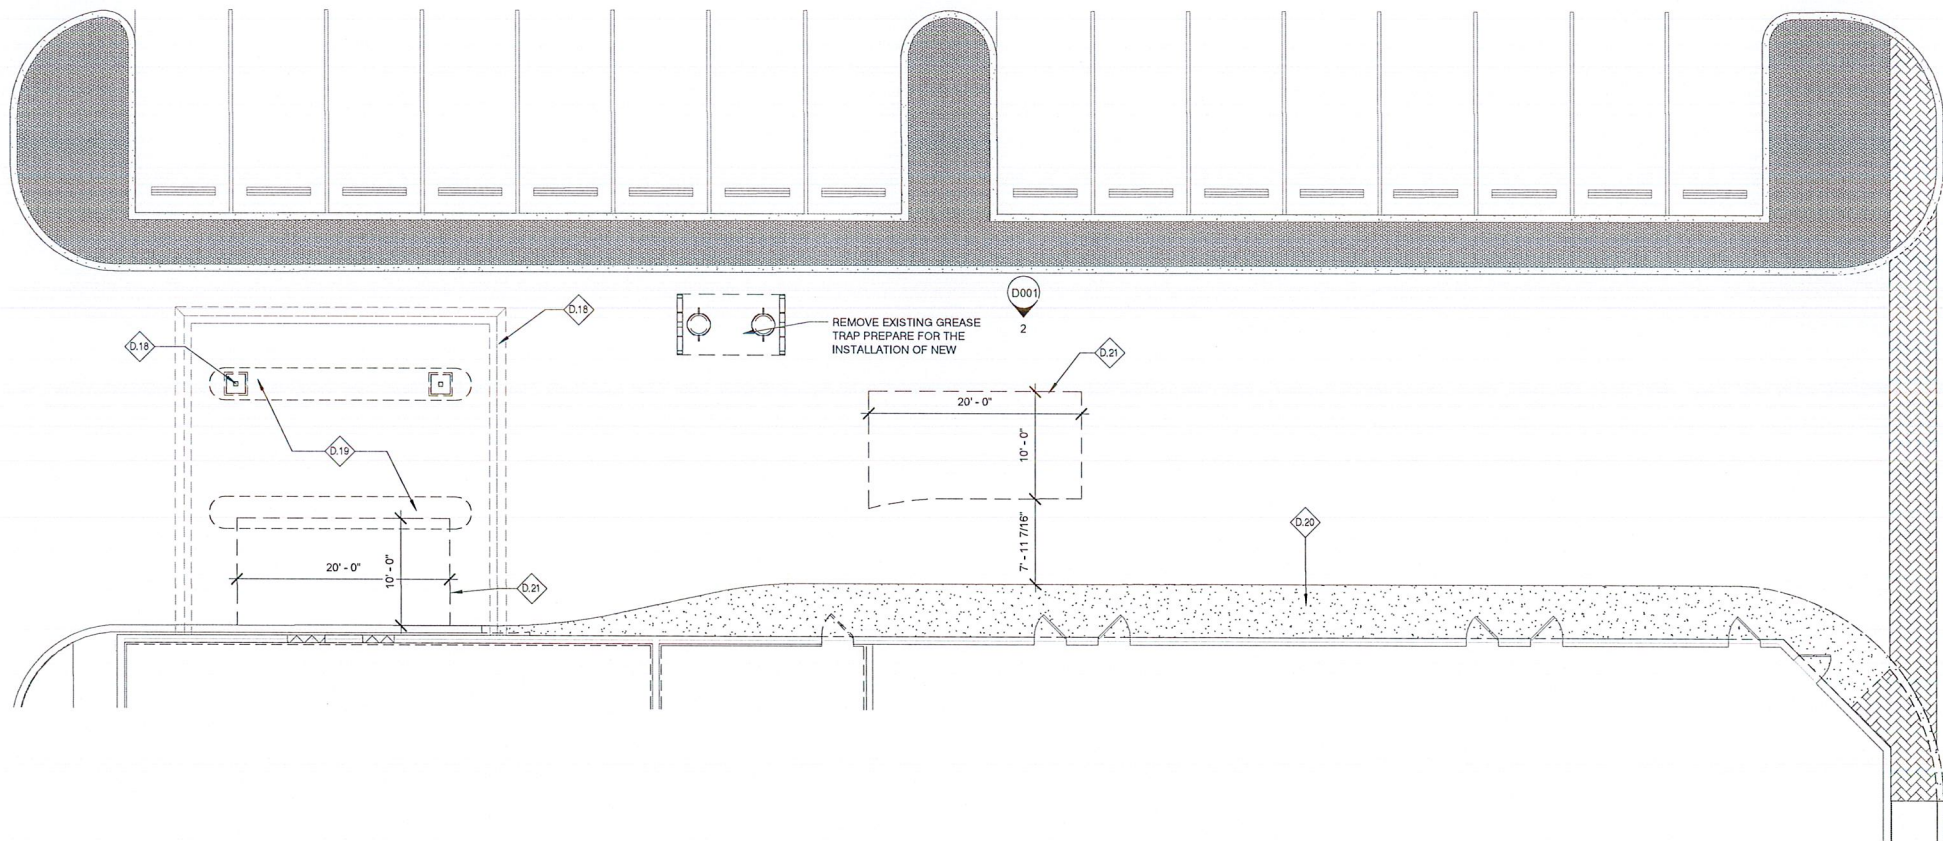 D001
2
D.18
REMOVE EXISTING GREASE
TRAP PREPARE FOR THE
INSTALLATION OF NEW
D.18
D.21
20' - 0"
10' - 0"
D.19
7' - 11 7/16"
D.20
20' - 0"
10' - 0"
D.21